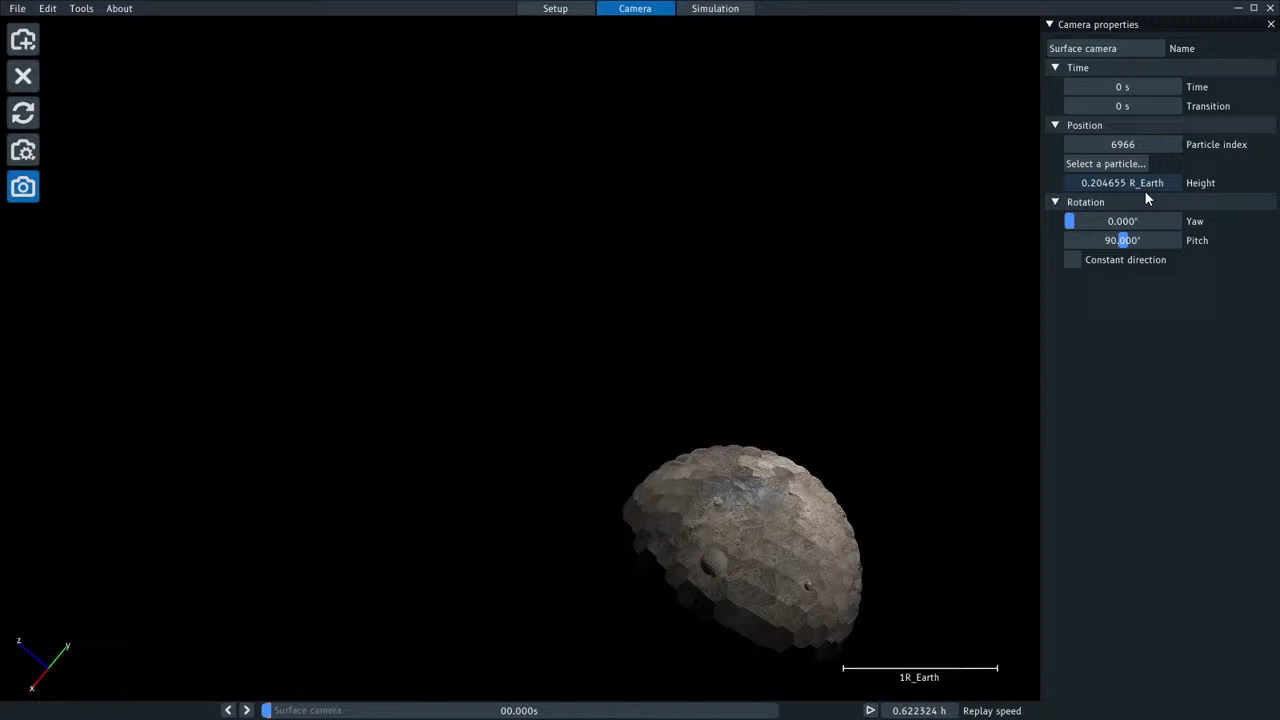 File Edit Tools About Setup Camera Simulation
Camera properties
Surface camera Name
Time
0 s Time
0 s Transition
Position
6966 Particle index
Select a particle...
0.204655 R_Earth Height
Rotation
0.000° Yaw
90.000° Pitch
Constant direction
z
y
x
1R_Earth
Surface camera 00.000s 0.622324 h Replay speed